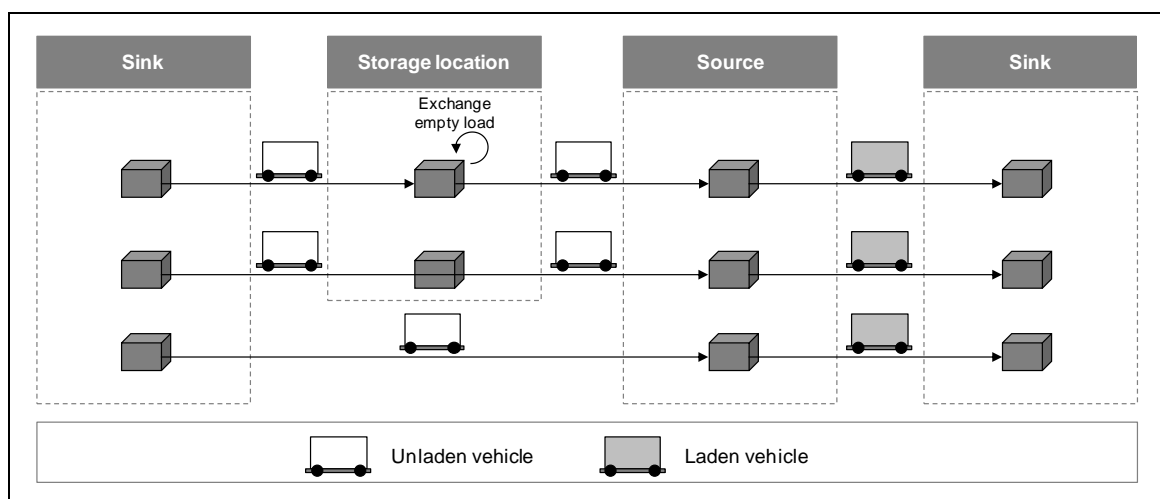 Sink
Storage location
Source
Sink
Exchange
empty load
Unladen vehicle
Laden vehicle